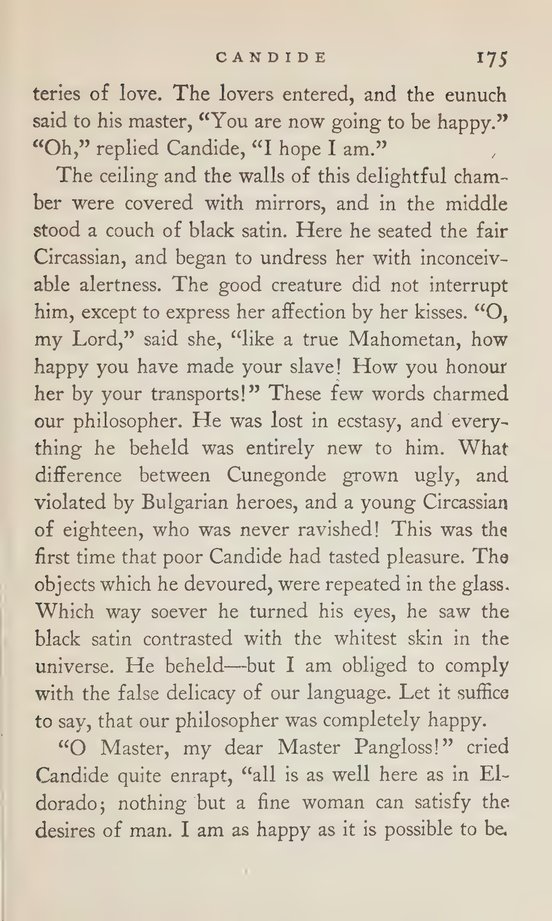 CANDIDE 175
teries of love. The lovers entered, and the eunuch
said to his master, “You are now going to be happy.”
“Oh,” replied Candide, “I hope I am.”
The ceiling and the walls of this delightful cham-
ber were covered with mirrors, and in the middle
stood a couch of black satin. Here he seated the fair
Circassian, and began to undress her with inconceiv-
able alertness. The good creature did not interrupt
him, except to express her affection by her kisses. “O,
my Lord,” said she, “like a true Mahometan, how
happy you have made your slave! How you honour
her by your transports!” These few words charmed
our philosopher. He was lost in ecstasy, and every-
thing he beheld was entirely new to him. What
difference between Cunegonde grown ugly, and
violated by Bulgarian heroes, and a young Circassian
of eighteen, who was never ravished! This was the
first time that poor Candide had tasted pleasure. The
objects which he devoured, were repeated in the glass.
Which way soever he turned his eyes, he saw the
black satin contrasted with the whitest skin in the
universe. He beheld—but I am obliged to comply
with the false delicacy of our language. Let it suffice
to say, that our philosopher was completely happy.
“O Master, my dear Master Pangloss!” cried
Candide quite enrapt, “all is as well here as in El-
dorado; nothing but a fine woman can satisfy the
desires of man. I am as happy as it is possible to be.